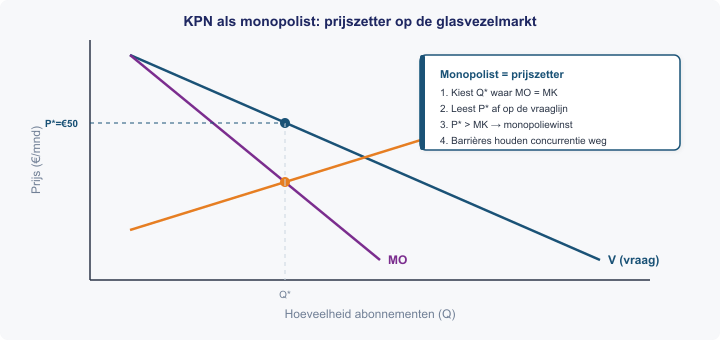 KPN als monopolist: prijszetter op de glasvezelmarkt
Monopolist = prijszetter
1. Kiest Q* waar MO = MK
2. Leest P* af op de vraaglijn
3. P* > MK → monopoliewinst
4. Barrières houden concurrentie weg
P*=€50
Prijs (€/mnd)
MO
V (vraag)
Q*
Hoeveelheid abonnementen (Q)